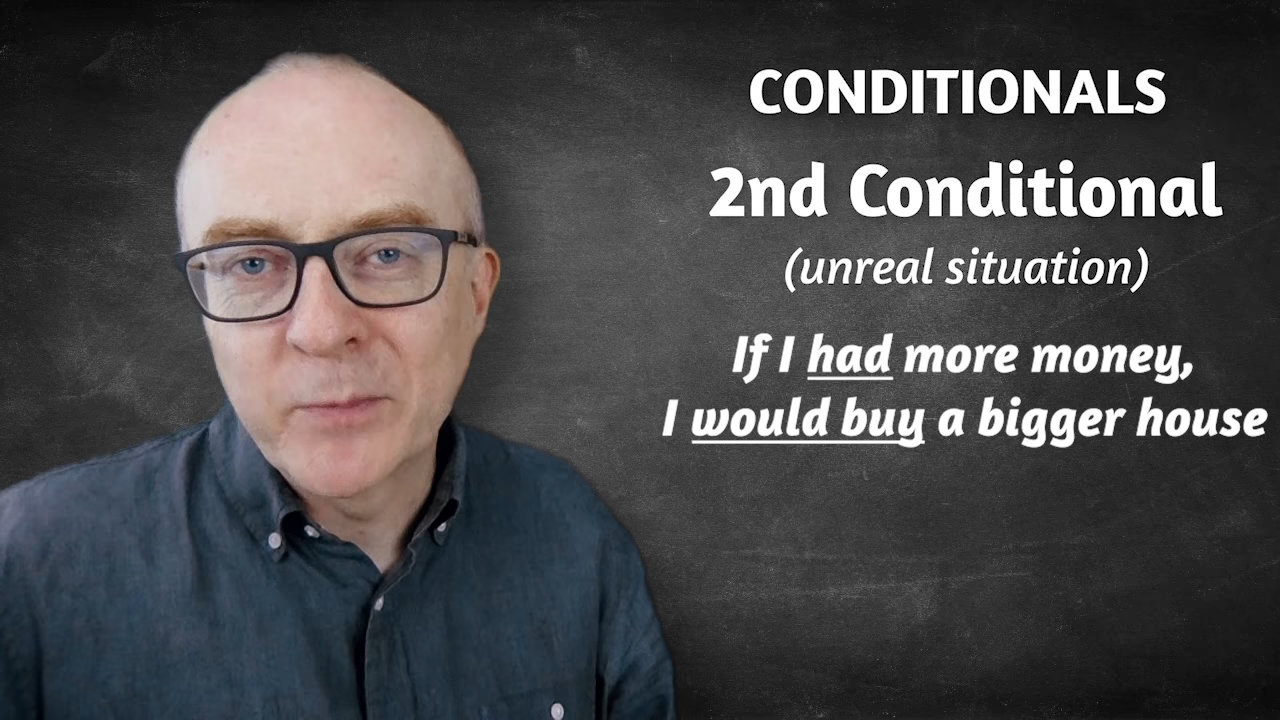 CONDITIONALS
2nd Conditional
(unreal situation)
If I had more money,
I would buy a bigger house